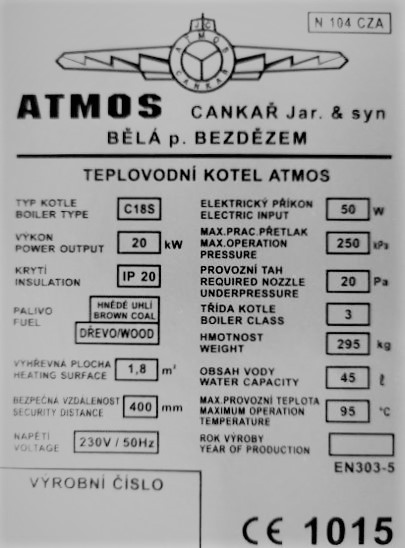 N 104 CZA
JC
ATMOS
CANKAŘ
ATMOS CANKAŘ Jar. & syn
BĚLÁ p. BEZDĚZEM
TEPLOVODNÍ KOTEL ATMOS
TYP KOTLE
BOILER TYPE
C18S
VÝKON
POWER OUTPUT
20 kW
KRYTÍ
INSULATION
IP 20
PALIVO
FUEL
HNĚDÉ UHLÍ
BROWN COAL
DŘEVO/WOOD
VÝHŘEVNÁ PLOCHA
HEATING SURFACE
1,8 m²
BEZPEČNÁ VZDÁLENOST
SECURITY DISTANCE
400 mm
NAPĚTÍ
VOLTAGE
230V / 50Hz
ELEKTRICKÝ PŘÍKON
ELECTRIC INPUT
50 W
MAX.PRAC.PŘETLAK
MAX.OPERATION
PRESSURE
250 kPa
PROVOZNÍ TAH
REQUIRED NOZZLE
UNDERPRESSURE
20 Pa
TŘÍDA KOTLE
BOILER CLASS
3
HMOTNOST
WEIGHT
295 kg
OBSAH VODY
WATER CAPACITY
45 ℓ
MAX.PROVOZNÍ TEPLOTA
MAXIMUM OPERATION
TEMPERATURE
95 °C
ROK VÝROBY
YEAR OF PRODUCTION
EN303-5
VÝROBNÍ ČÍSLO
CE 1015